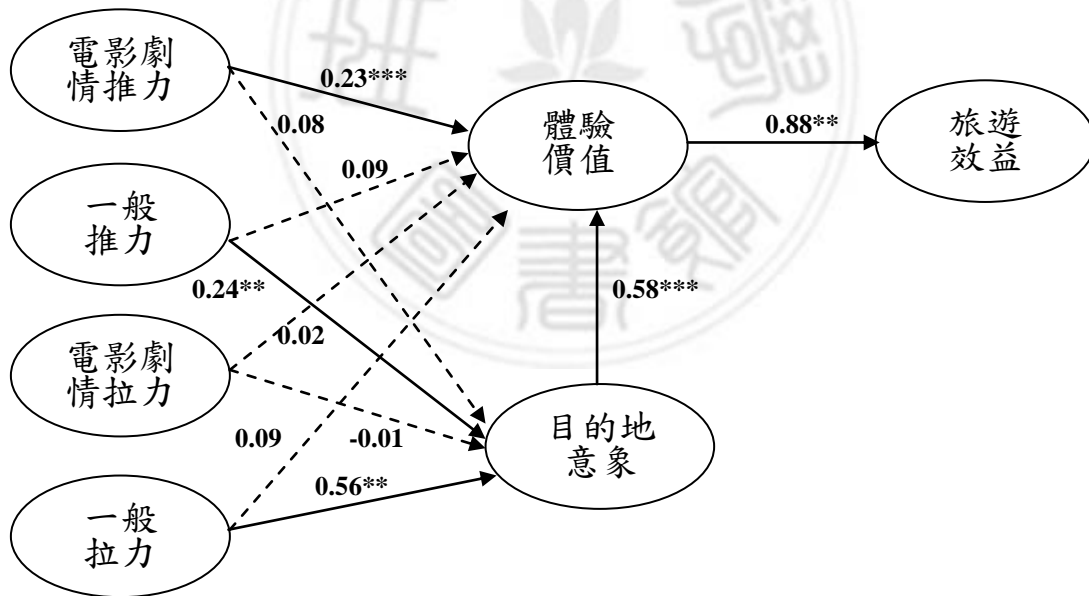 電影劇
情推力
0.23***
0.08
體驗
價值
0.88**
旅遊
效益
一般
推力
0.09
0.24**
0.58***
電影劇
情拉力
0.02
0.09
-0.01
目的地
意象
一般
拉力
0.56**